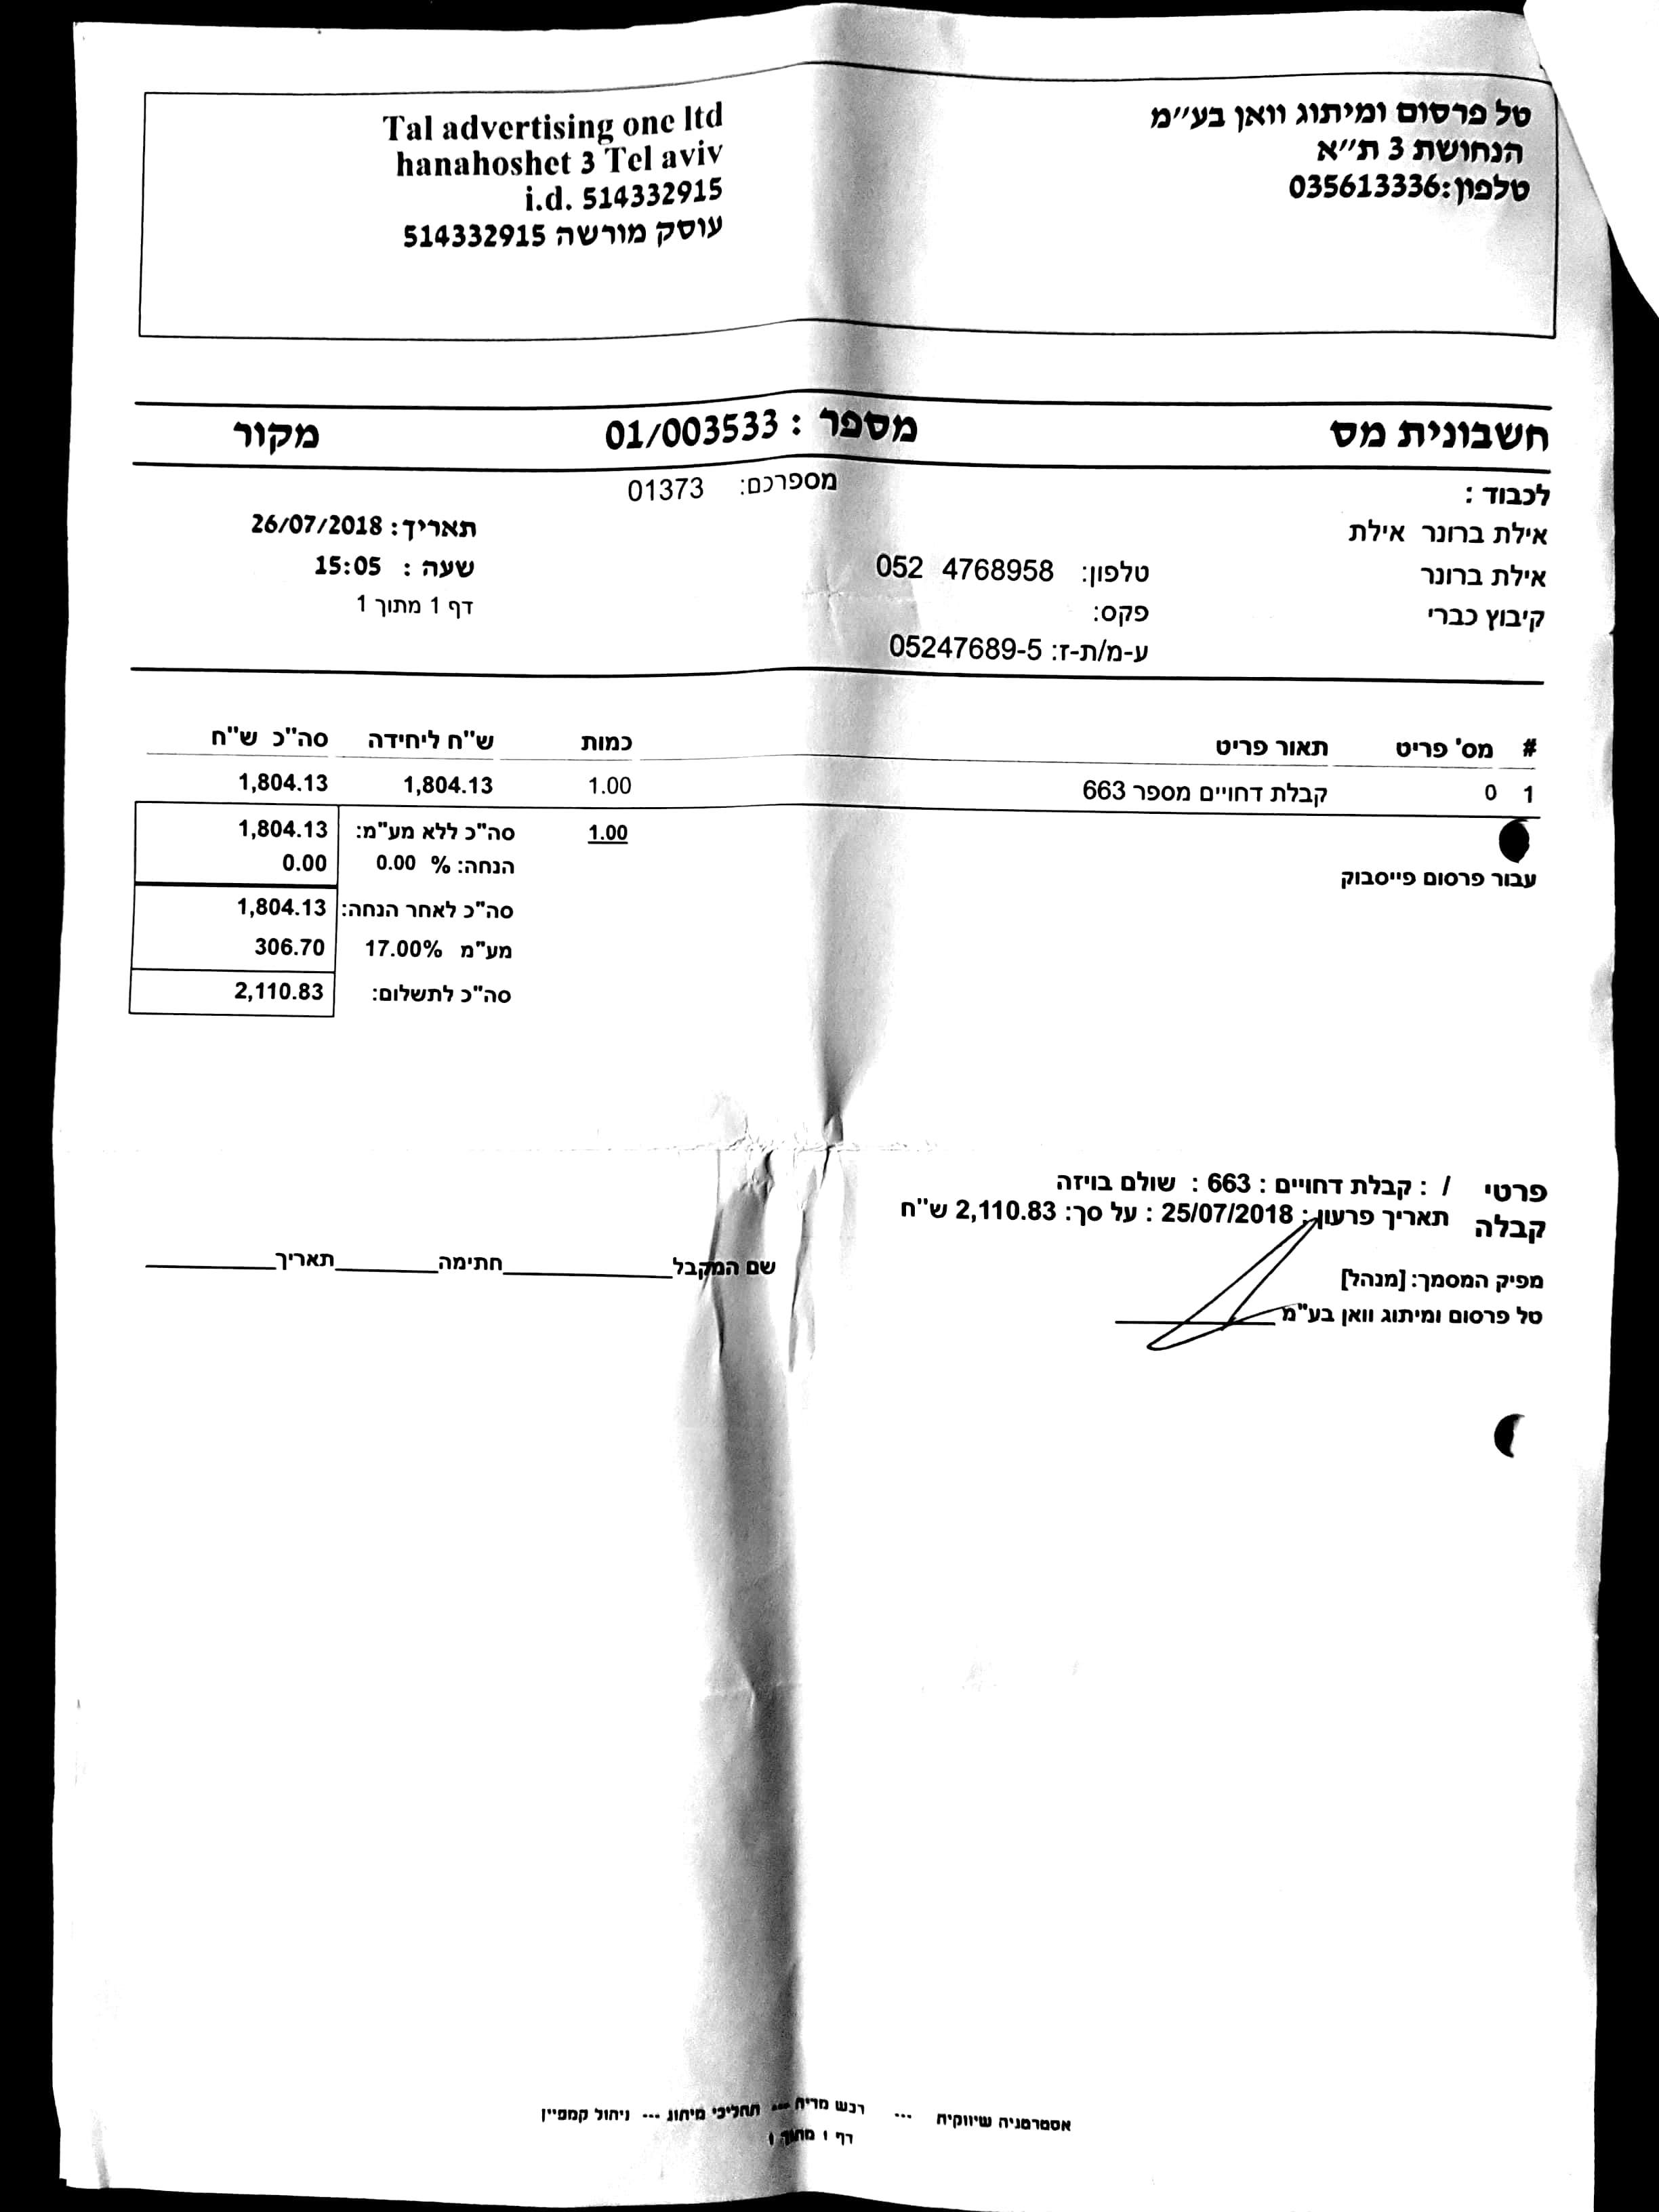 טל פרסום ומיתוג וואן בע״מ
הנחושת 3 ת״א
טלפון:035613336
Tal advertising one ltd
hanahoshet 3 Tel aviv
i.d. 514332915
עוסק מורשה 514332915
חשבונית מס מספר : 01/003533 מקור
לכבוד : מספרכם: 01373
אילת ברונר אילת תאריך: 26/07/2018
אילת ברונר טלפון: 052 4768958 שעה : 15:05
קיבוץ כברי פקס: דף 1 מתוך 1
ע-מ/ת-ז: 05247689-5
# מס' פריט תאור פריט כמות ש"ח ליחידה סה"כ ש"ח
1 0 קבלת דחויים מספר 663 1.00 1,804.13 1,804.13
1.00 סה"כ ללא מע"מ: 1,804.13
הנחה: % 0.00 0.00
עבור פרסום פייסבוק
סה"כ לאחר הנחה: 1,804.13
מע"מ 17.00% 306.70
סה"כ לתשלום: 2,110.83
פרטי / : קבלת דחויים : 663 : שולם בויזה
קבלה תאריך פרעון: 25/07/2018 : על סך: 2,110.83 ש"ח
שם המקבל____________חתימה_______תאריך_________
מפיק המסמך: [מנהל]
טל פרסום ומיתוג וואן בע"מ___________
אסטרטגיה שיווקית ... רכש מדיה --- תהליכי מיתוג --- ניהול קמפיין
דף 1 מתוך 1